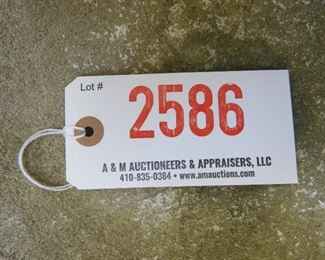 Lot #
2586
A & M AUCTIONEERS & APPRAISERS, LLC
410-835-0384 • www.amauctions.com